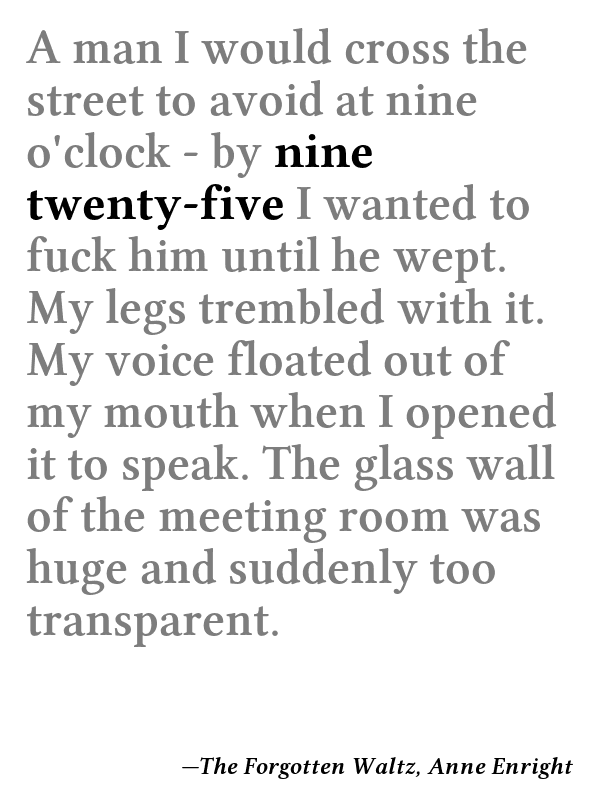 A man I would cross the
street to avoid at nine
o'clock - by nine
twenty-five I wanted to
fuck him until he wept.
My legs trembled with it.
My voice floated out of
my mouth when I opened
it to speak. The glass wall
of the meeting room was
huge and suddenly too
transparent.
—The Forgotten Waltz, Anne Enright